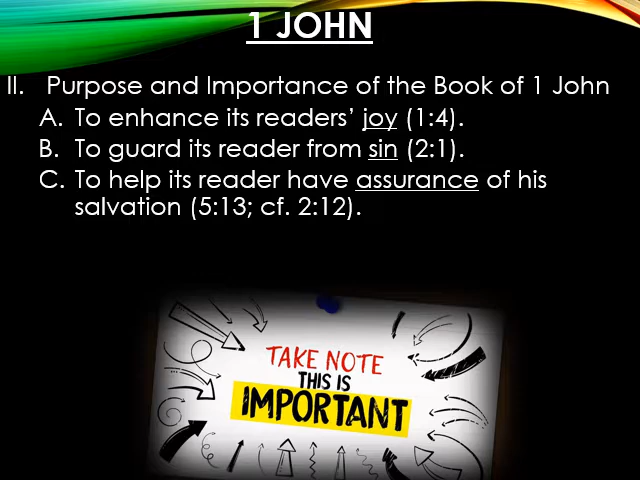 1 JOHN
II. Purpose and Importance of the Book of 1 John
A. To enhance its readers’ joy (1:4).
B. To guard its reader from sin (2:1).
C. To help its reader have assurance of his
salvation (5:13; cf. 2:12).
TAKE NOTE
THIS IS
IMPORTANT